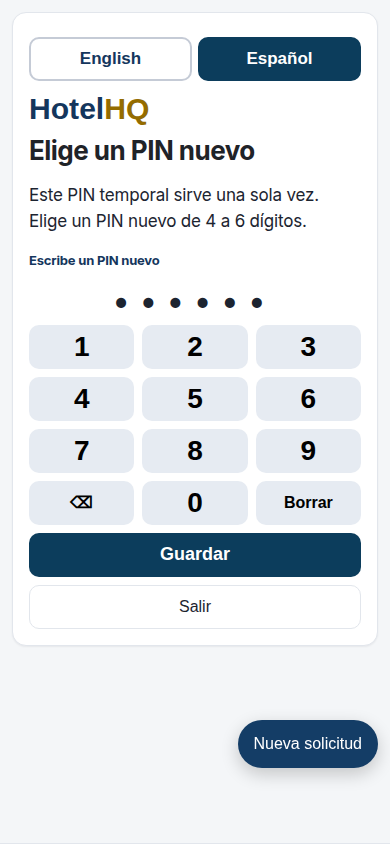 English
Español
HotelHQ
Elige un PIN nuevo
Este PIN temporal sirve una sola vez.
Elige un PIN nuevo de 4 a 6 dígitos.
Escribe un PIN nuevo
● ● ● ● ● ●
1 2 3
4 5 6
7 8 9
⌫ 0 Borrar
Guardar
Salir
Nueva solicitud